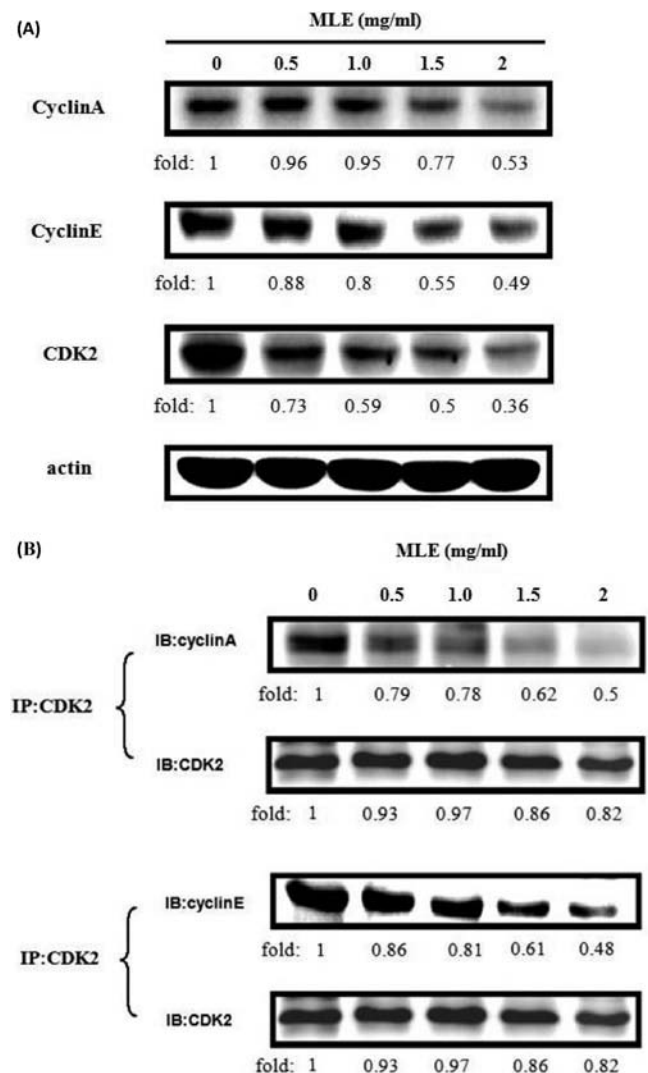 (A)
MLE (mg/ml)
0 0.5 1.0 1.5 2
CyclinA
fold: 1 0.96 0.95 0.77 0.53
CyclinE
fold: 1 0.88 0.8 0.55 0.49
CDK2
fold: 1 0.73 0.59 0.5 0.36
actin
(B)
MLE (mg/ml)
0 0.5 1.0 1.5 2
IB:cyclinA
fold: 1 0.79 0.78 0.62 0.5
IP:CDK2
IB:CDK2
fold: 1 0.93 0.97 0.86 0.82
IB:cyclinE
fold: 1 0.86 0.81 0.61 0.48
IP:CDK2
IB:CDK2
fold: 1 0.93 0.97 0.86 0.82